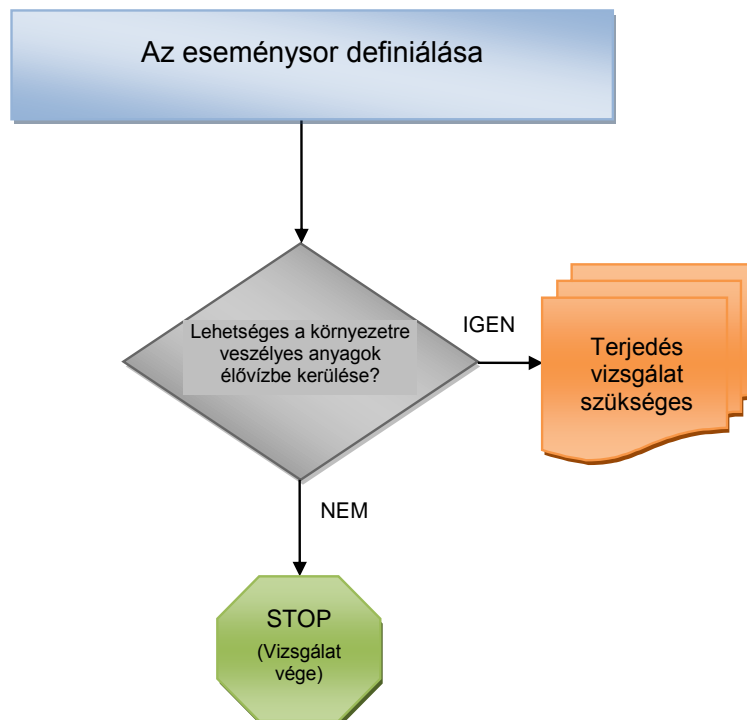 Az eseménysor definiálása
Lehetséges a környezetre
veszélyes anyagok
élővízbe kerülése?
IGEN
Terjedés
vizsgálat
szükséges
NEM
STOP
(Vizsgálat
vége)